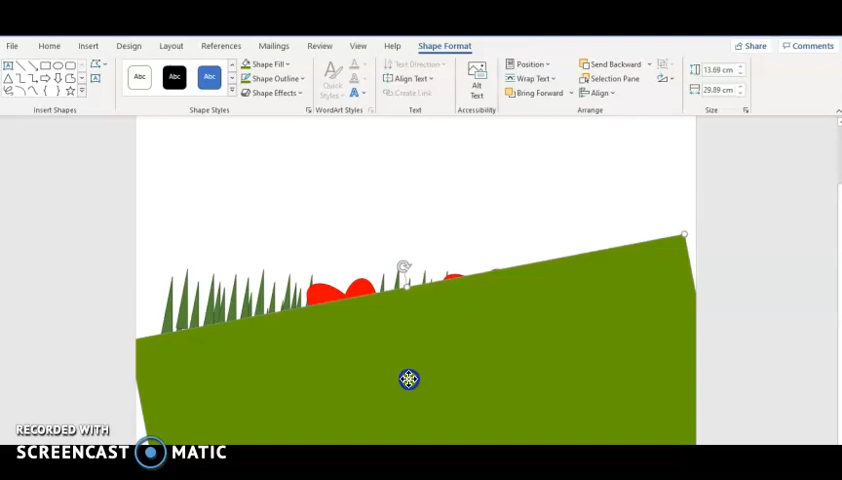 File Home Insert Design Layout References Mailings Review View Help Shape Format Share Comments
Abc Abc Abc Shape Fill Shape Outline Shape Effects Quick Styles A A A Text Direction Align Text Create Link Alt Text Position Wrap Text Bring Forward Send Backward Selection Pane Align 13.69 cm 29.89 cm
Insert Shapes Shape Styles WordArt Styles Text Accessibility Arrange Size
RECORDED WITH
SCREENCAST MATIC